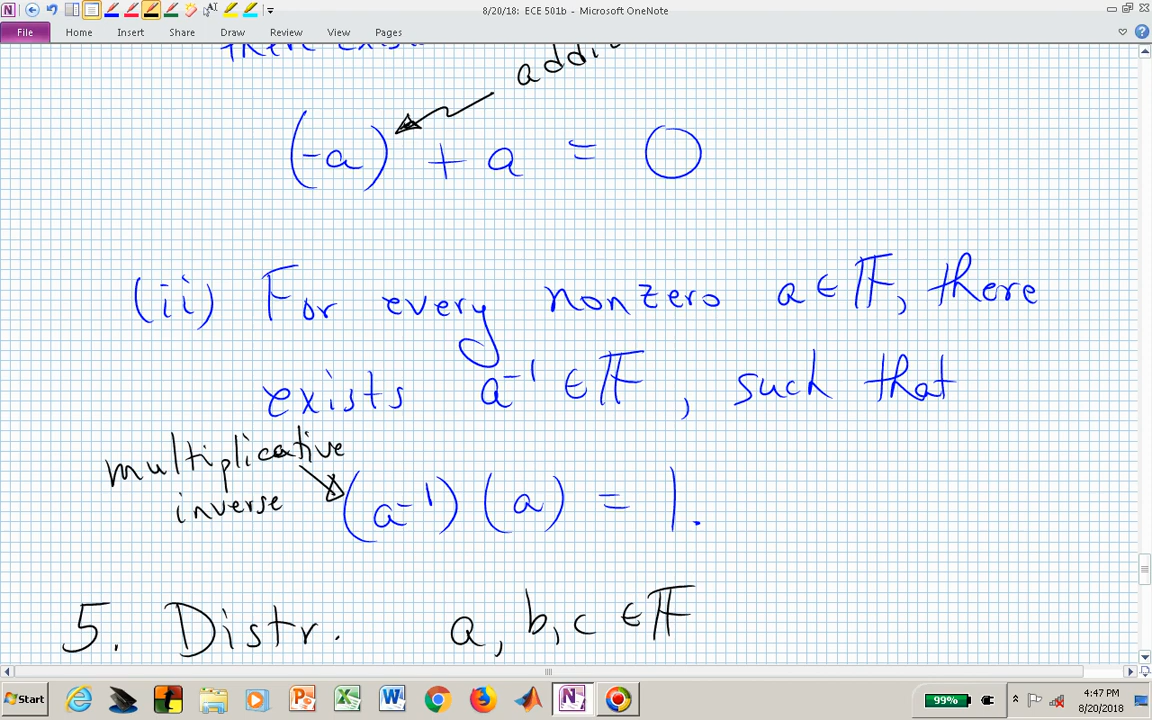 8/20/18: ECE 501b - Microsoft OneNote
File Home Insert Share Draw Review View Pages
(-a) + a = 0
(ii) For every nonzero a ∈ 𝔽, there
exists a⁻¹ ∈ 𝔽, such that
multiplicative
inverse
(a⁻¹) (a) = 1.
5. Distr. a, b, c ∈ 𝔽
Start
99%
4:47 PM
8/20/2018